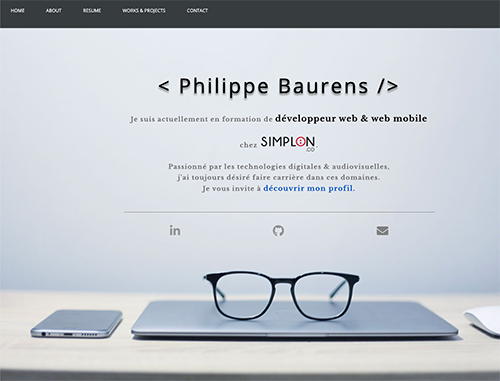 HOME ABOUT RESUME WORKS & PROJECTS CONTACT
< Philippe Baurens />
Je suis actuellement en formation de développeur web & web mobile
chez SIMPLON .CO .
Passionné par les technologies digitales & audiovisuelles,
j'ai toujours désiré faire carrière dans ces domaines.
Je vous invite à découvrir mon profil.
in